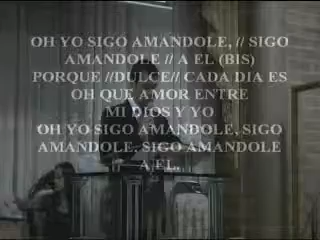 OH YO SIGO AMANDOLE, // SIGO
AMANDOLE // A EL (BIS)
PORQUE //DULCE// CADA DIA ES
OH QUE AMOR ENTRE
MI DIOS Y YO
OH YO SIGO AMANDOLE, SIGO
AMANDOLE, SIGO AMANDOLE
A EL.